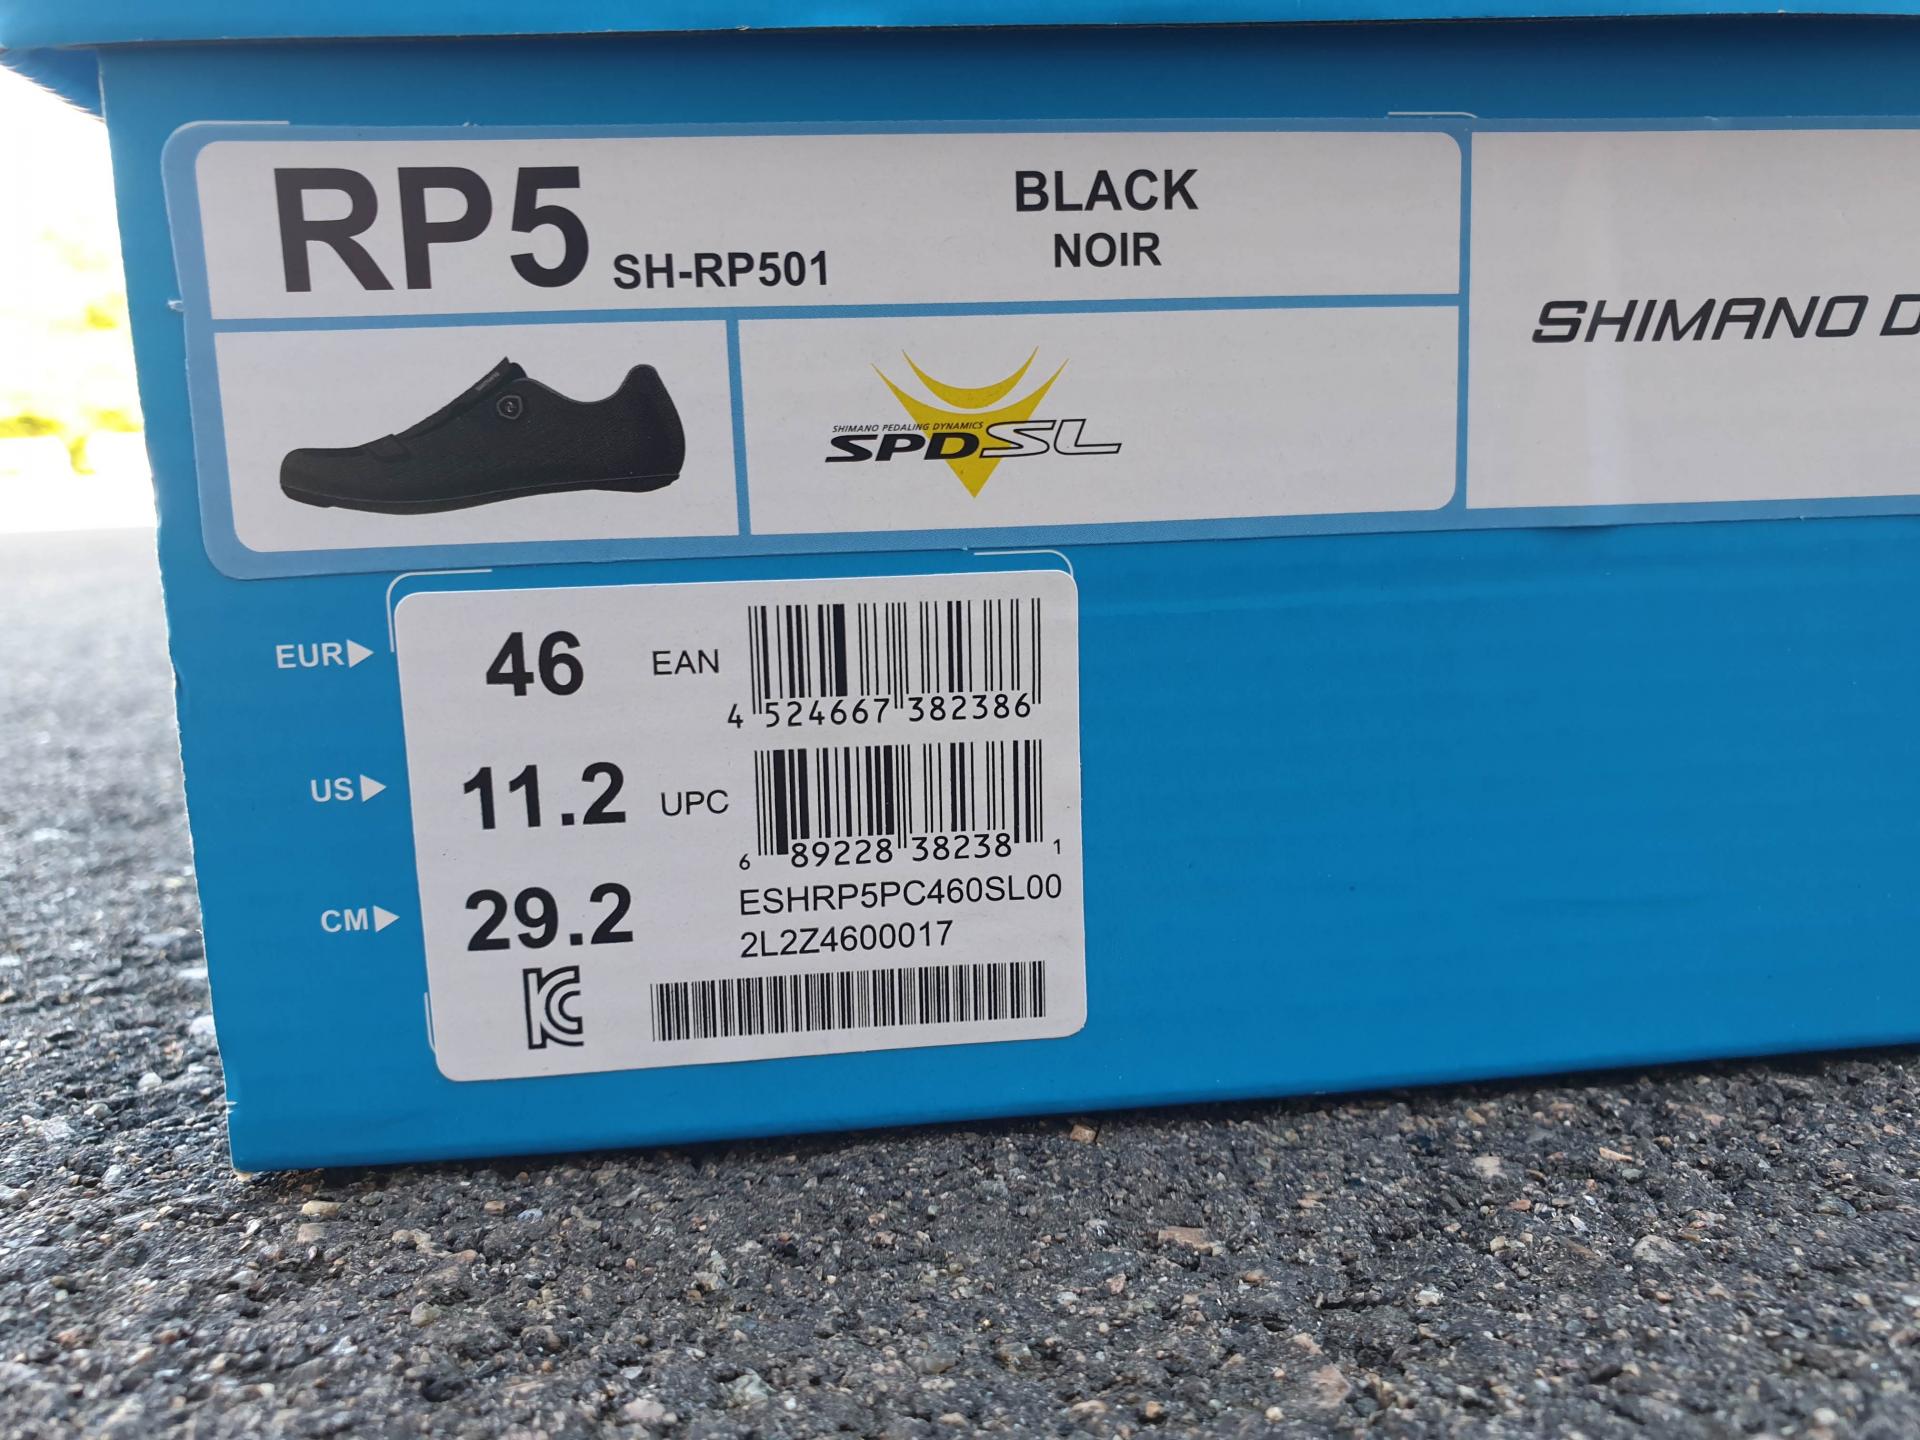 RP5 SH-RP501
BLACK
NOIR
SHIMANO D
SHIMANO PEDALING DYNAMICS
SPD SL
EUR 46 EAN
4 524667 382386
US 11.2 UPC
6 89228 38238 1
CM 29.2
ESHRP5PC460SL00
2L2Z4600017